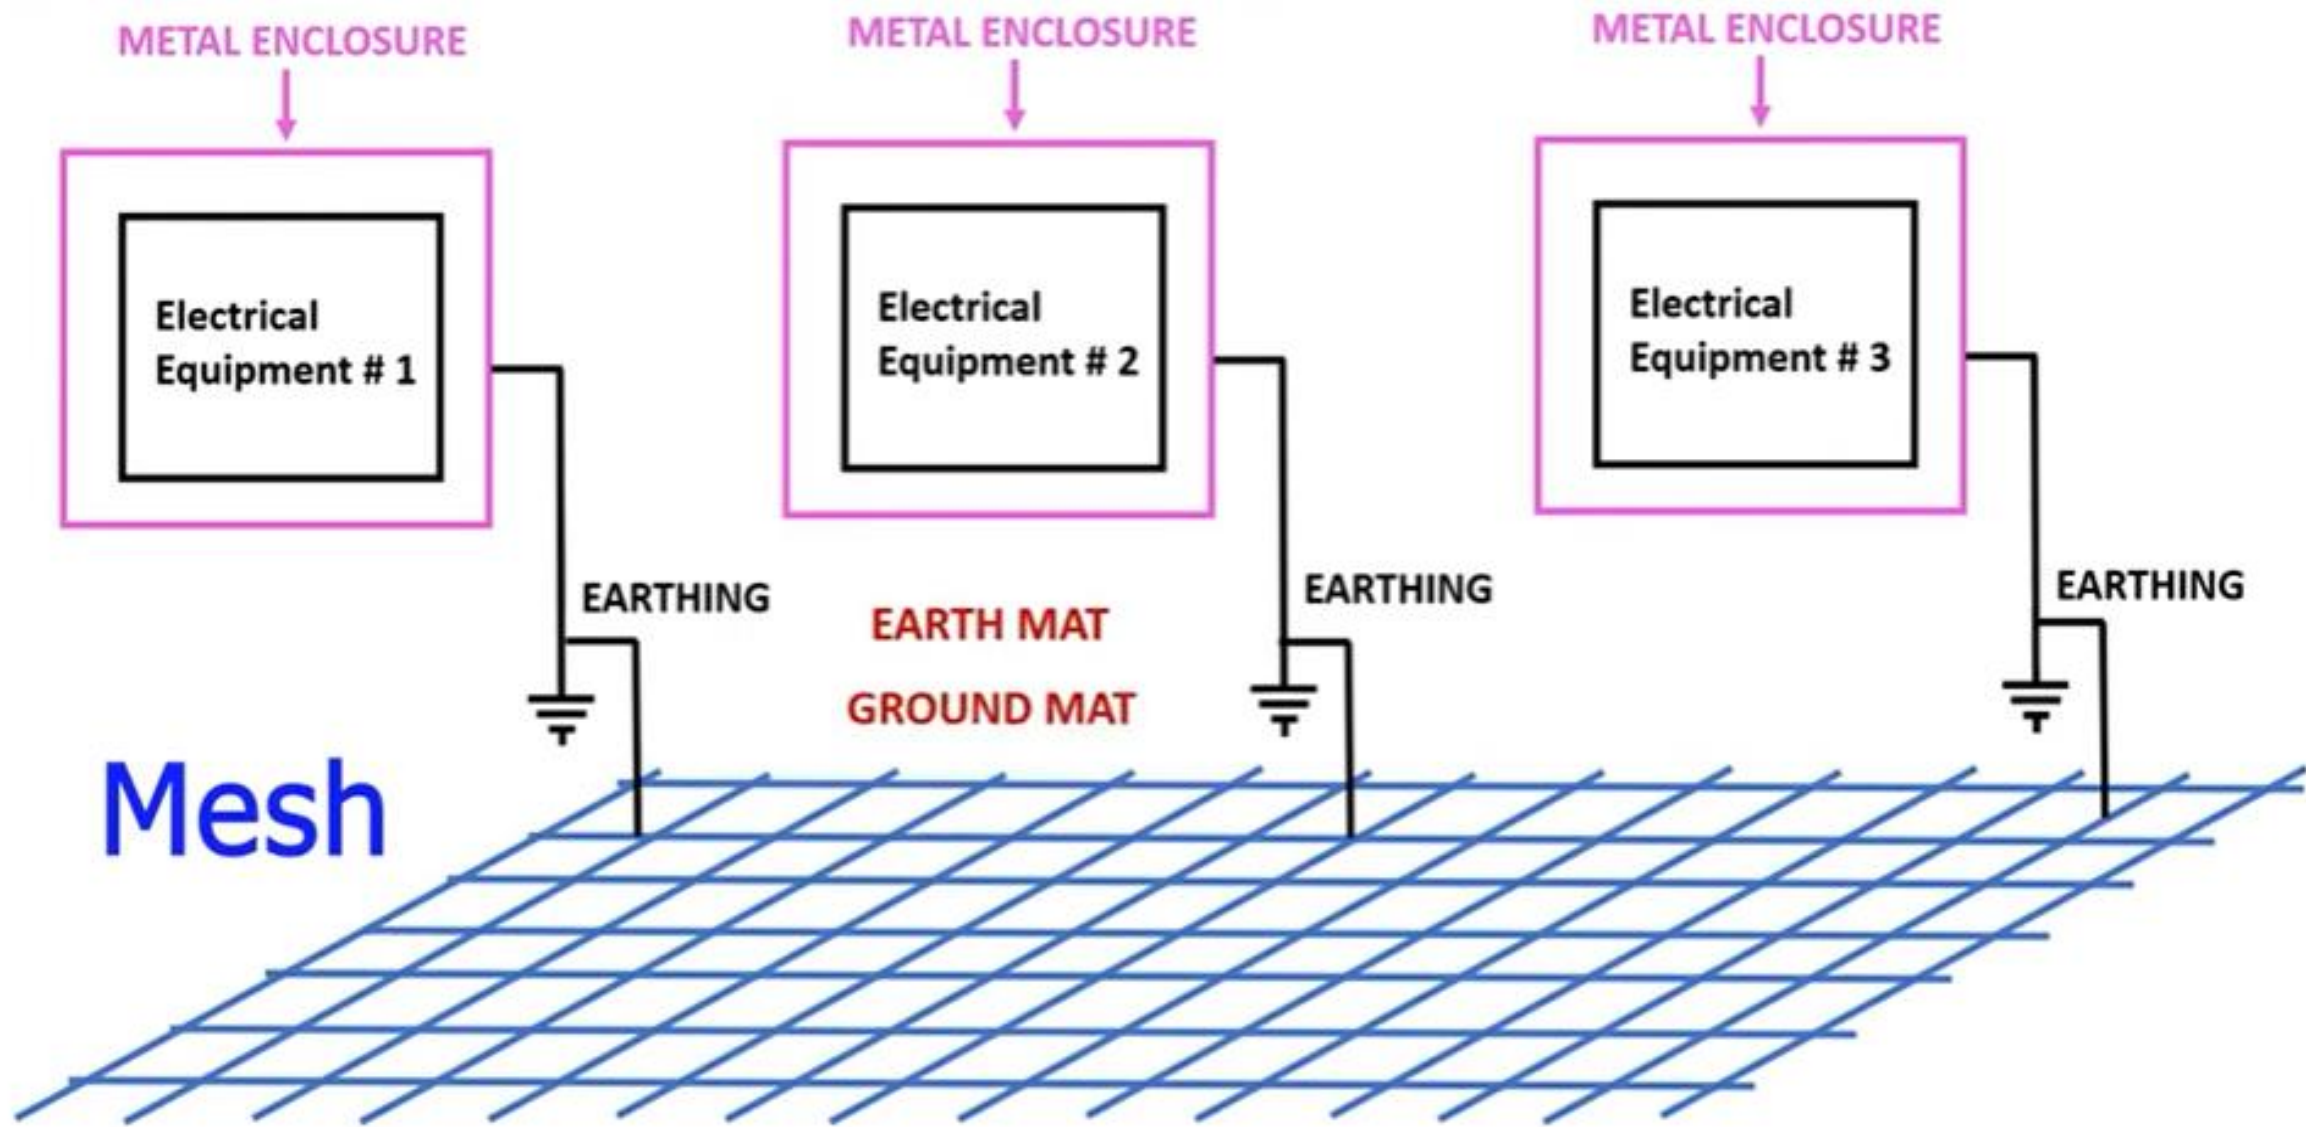 METAL ENCLOSURE
METAL ENCLOSURE
METAL ENCLOSURE
Electrical
Equipment # 1
Electrical
Equipment # 2
Electrical
Equipment # 3
EARTHING
EARTH MAT
GROUND MAT
EARTHING
EARTHING
Mesh